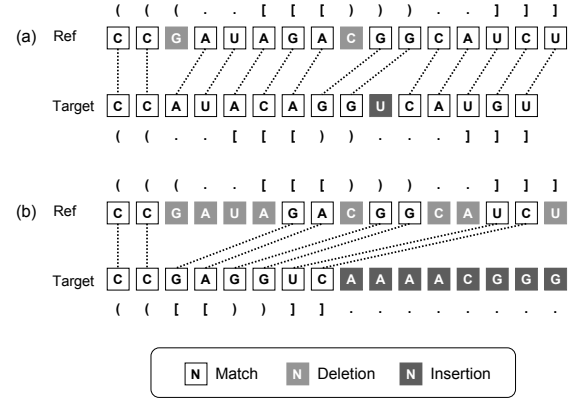 ( ( ( . . [ [ [ ) ) ) . . ] ] ]
(a) Ref C C G A U A G A C G G C A U C U
Target C C A U A C A G G U C A U G U
( ( . . [ [ [ ) ) . . . ] ] ]
( ( ( . . [ [ [ ) ) ) . . ] ] ]
(b) Ref C C G A U A G A C G G C A U C U
Target C C G A G G U C A A A A C G G G
( ( [ [ ) ) ] ] . . . . . . . .
N Match N Deletion N Insertion